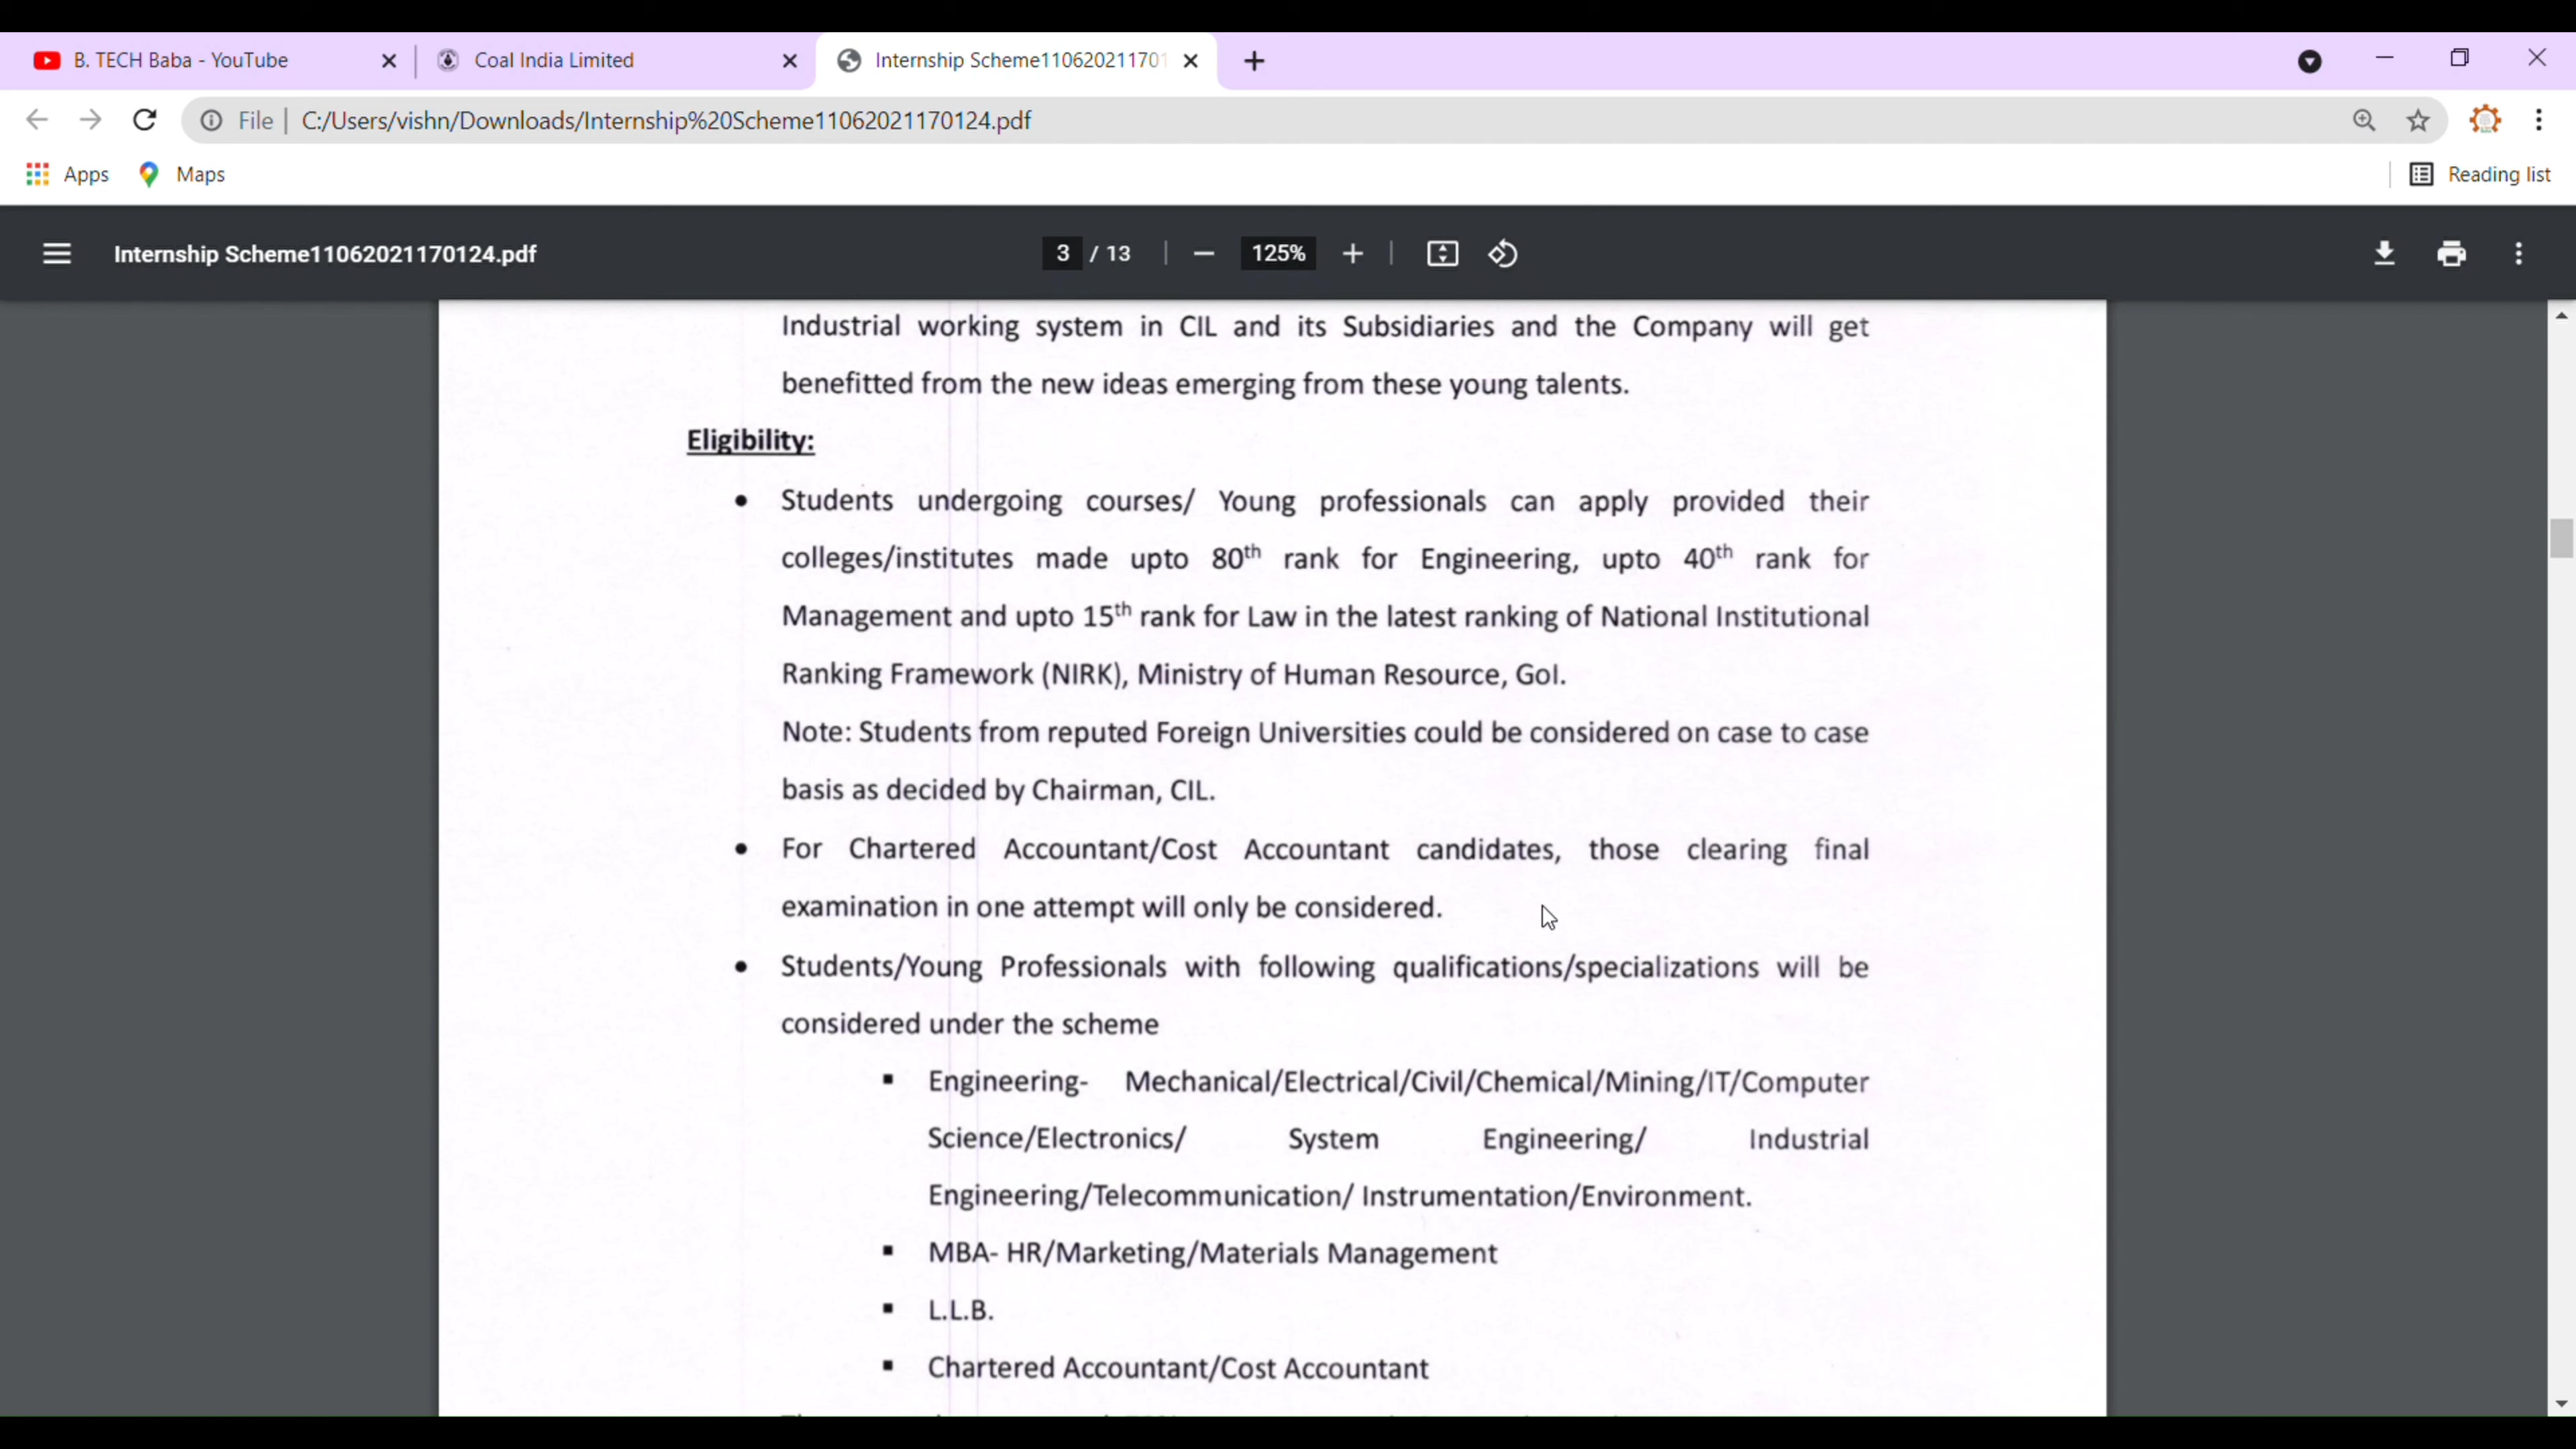 B. TECH Baba - YouTube
Coal India Limited
Internship Scheme110620211701
File
C:/Users/vishn/Downloads/Internship%20Scheme11062021170124.pdf
Apps
Maps
Reading list
Internship Scheme11062021170124.pdf
3 / 13
125%
Industrial working system in CIL and its Subsidiaries and the Company will get
benefitted from the new ideas emerging from these young talents.
Eligibility:
• Students undergoing courses/ Young professionals can apply provided their
colleges/institutes made upto 80th rank for Engineering, upto 40th rank for
Management and upto 15th rank for Law in the latest ranking of National Institutional
Ranking Framework (NIRK), Ministry of Human Resource, GoI.
Note: Students from reputed Foreign Universities could be considered on case to case
basis as decided by Chairman, CIL.
• For Chartered Accountant/Cost Accountant candidates, those clearing final
examination in one attempt will only be considered.
• Students/Young Professionals with following qualifications/specializations will be
considered under the scheme
▪ Engineering- Mechanical/Electrical/Civil/Chemical/Mining/IT/Computer
Science/Electronics/ System Engineering/ Industrial
Engineering/Telecommunication/ Instrumentation/Environment.
▪ MBA- HR/Marketing/Materials Management
▪ L.L.B.
▪ Chartered Accountant/Cost Accountant